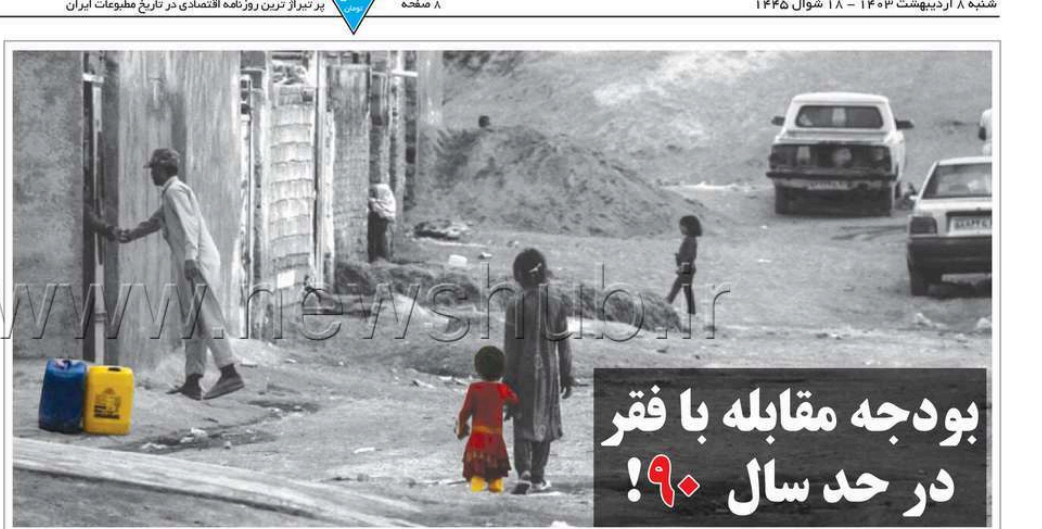 شنبه ۸ اردیبهشت ۱۴۰۳ - ۱۸ شوال ۱۴۴۵
۸ صفحه
تومان
پر تیراژ ترین روزنامه اقتصادی در تاریخ مطبوعات ایران
www.newshub.ir
بودجه مقابله با فقر
در حد سال ۹۰!